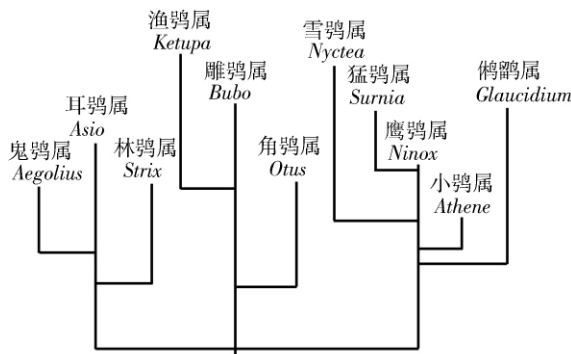 渔鸮属
Ketupa
雪鸮属
Nyctea
雕鸮属
Bubo
猛鸮属
Surnia
鸺鹠属
Glaucidium
耳鸮属
Asio
鹰鸮属
Ninox
鬼鸮属
Aegolius
林鸮属
Strix
角鸮属
Otus
小鸮属
Athene